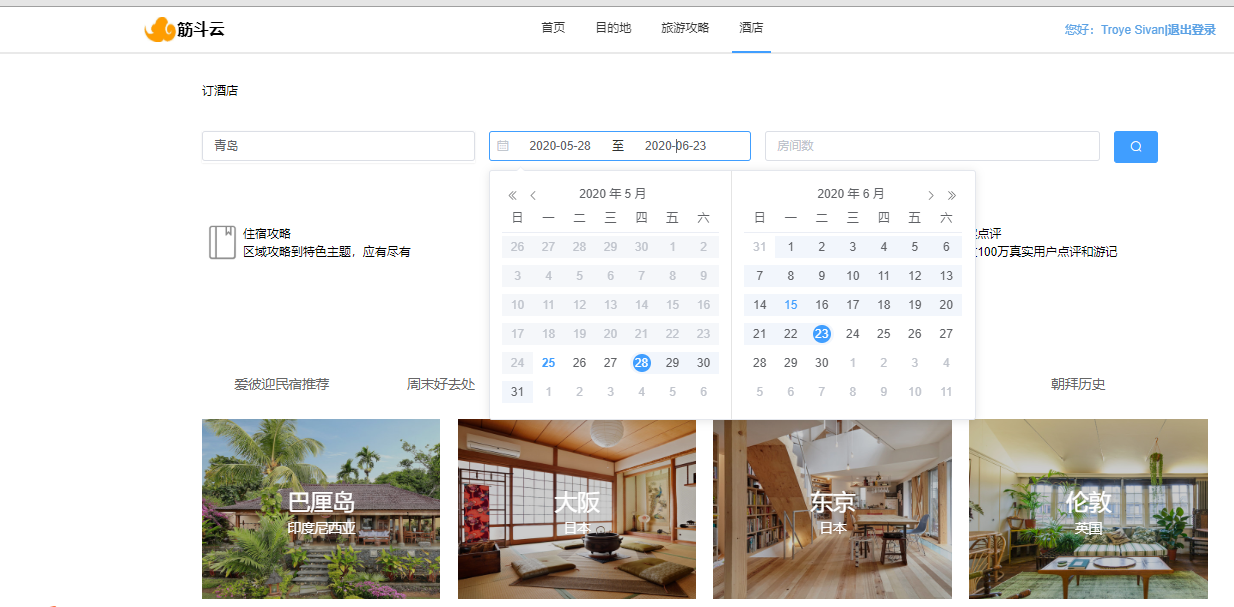 筋斗云
首页 目的地 旅游攻略 酒店
您好：Troye Sivan|退出登录
订酒店
青岛
2020-05-28 至 2020-06-23
房间数
2020 年 5 月
日 一 二 三 四 五 六
26 27 28 29 30 1 2
3 4 5 6 7 8 9
10 11 12 13 14 15 16
17 18 19 20 21 22 23
24 25 26 27 28 29 30
31 1 2 3 4 5 6
2020 年 6 月
日 一 二 三 四 五 六
31 1 2 3 4 5 6
7 8 9 10 11 12 13
14 15 16 17 18 19 20
21 22 23 24 25 26 27
28 29 30 1 2 3 4
5 6 7 8 9 10 11
住宿攻略
区域攻略到特色主题，应有尽有
点评
100万真实用户点评和游记
爱彼迎民宿推荐 周末好去处 朝拜历史
巴厘岛
印度尼西亚
大阪
日本
东京
日本
伦敦
英国